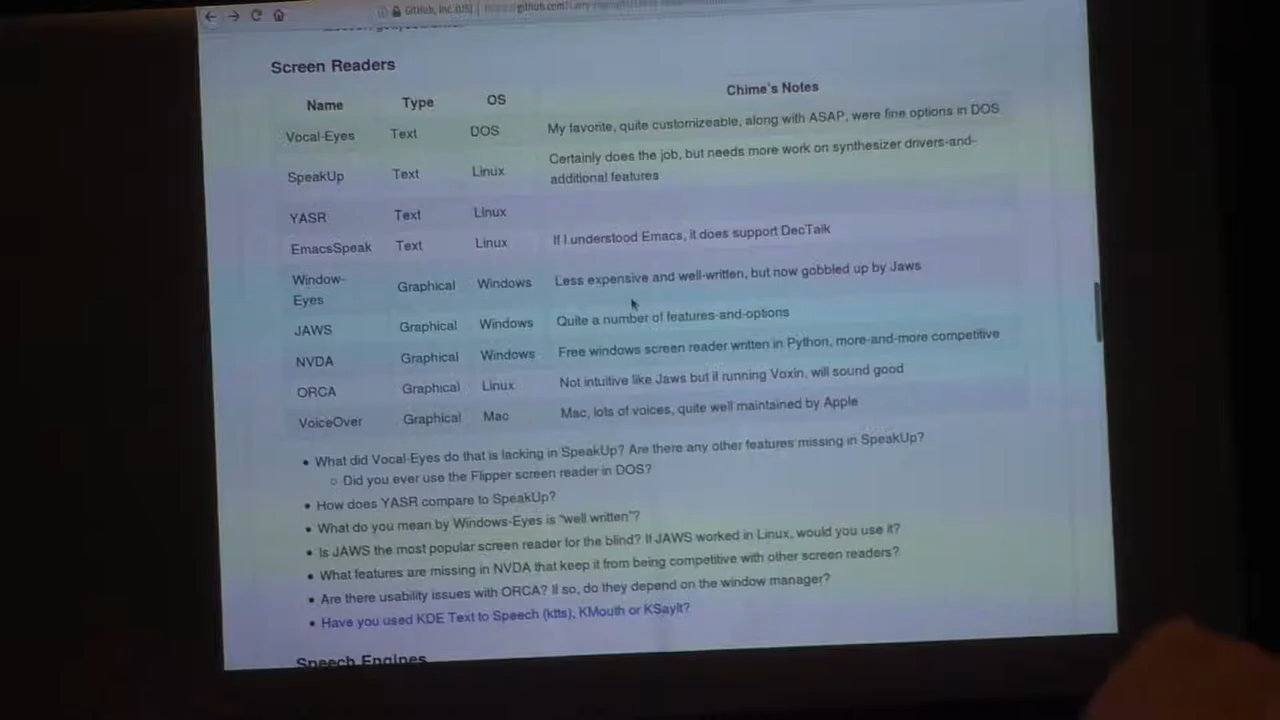 GitHub, Inc. (US)
Screen Readers
Name Type OS Chime's Notes
Vocal-Eyes Text DOS My favorite, quite customizeable, along with ASAP, were fine options in DOS
SpeakUp Text Linux Certainly does the job, but needs more work on synthesizer drivers-and-
additional features
YASR Text Linux
EmacsSpeak Text Linux If I understood Emacs, it does support DecTalk
Window-
Eyes Graphical Windows Less expensive and well-written, but now gobbled up by Jaws
JAWS Graphical Windows Quite a number of features-and-options
NVDA Graphical Windows Free windows screen reader written in Python, more-and-more competitive
ORCA Graphical Linux Not intuitive like Jaws but if running Voxin, will sound good
VoiceOver Graphical Mac Mac, lots of voices, quite well maintained by Apple
• What did Vocal-Eyes do that is lacking in SpeakUp? Are there any other features missing in SpeakUp?
○ Did you ever use the Flipper screen reader in DOS?
• How does YASR compare to SpeakUp?
• What do you mean by Windows-Eyes is "well written"?
• Is JAWS the most popular screen reader for the blind? If JAWS worked in Linux, would you use it?
• What features are missing in NVDA that keep it from being competitive with other screen readers?
• Are there usability issues with ORCA? If so, do they depend on the window manager?
• Have you used KDE Text to Speech (ktts), KMouth or KSayIt?
Speech Engines